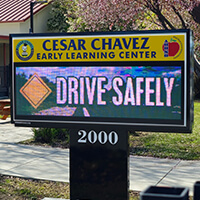 CESAR CHAVEZ
EARLY LEARNING CENTER
DRIVE SAFELY
2000